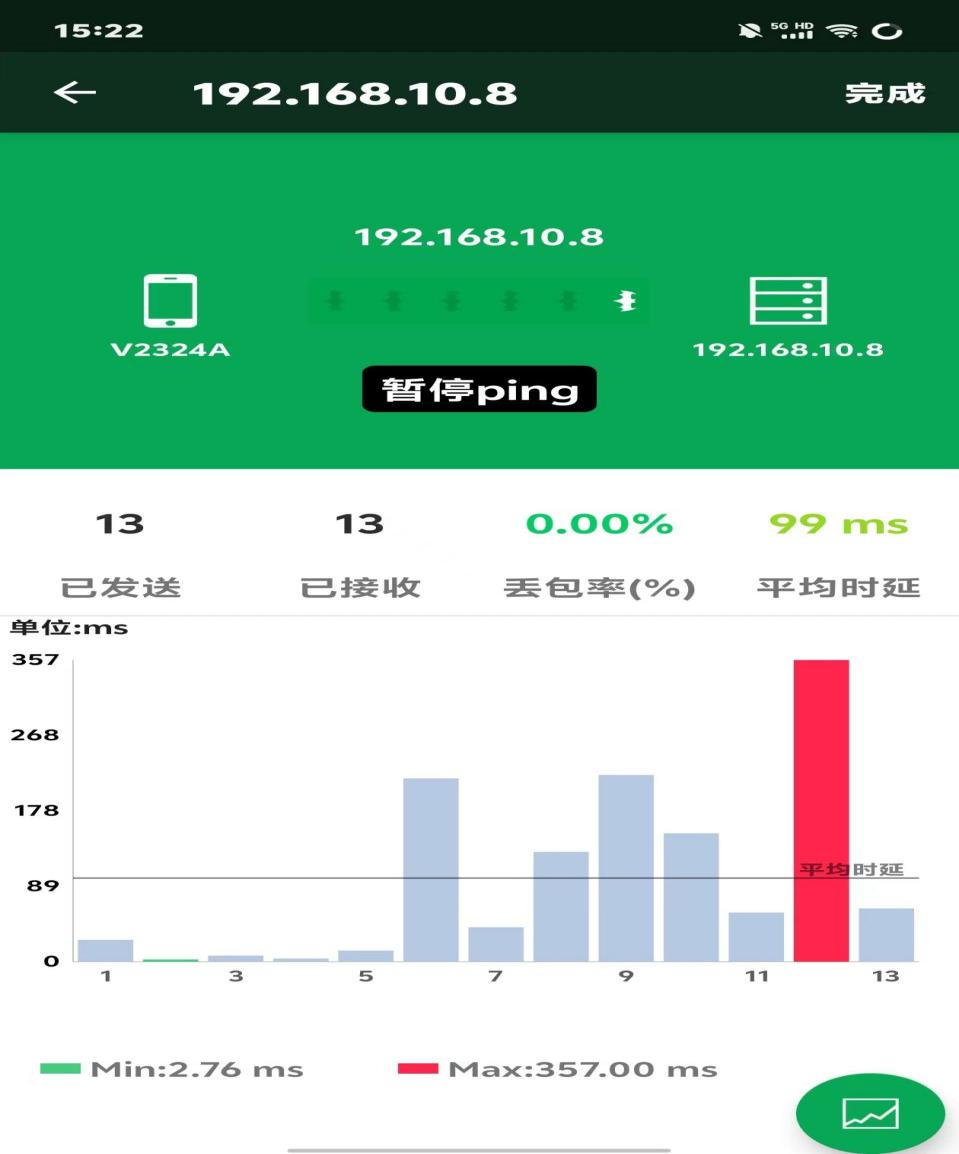 15:22
5G HD
192.168.10.8
完成
192.168.10.8
V2324A
192.168.10.8
暂停ping
13 13 0.00% 99 ms
已发送 已接收 丢包率(%) 平均时延
单位:ms
357
268
178
平均时延
89
0
1 3 5 7 9 11 13
Min:2.76 ms Max:357.00 ms